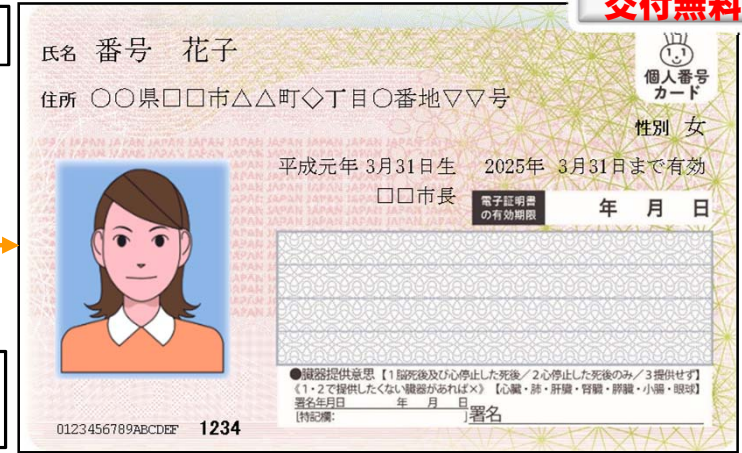 交付無料
氏名 番号 花子
個人番号
カード
住所 ○○県□□市△△町◇丁目○番地▽▽号
性別 女
平成元年 3月31日生 2025年 3月31日まで有効
□□市長
電子証明書
の有効期限
年 月 日
●臓器提供意思【1脳死後及び心停止した死後/2心停止した死後のみ/3提供せず】
《1・2で提供したくない臓器があれば×》【心臓・肺・肝臓・腎臓・膵臓・小腸・眼球】
署名年月日 年 月 日
[特記欄: ]署名
0123456789ABCDEF 1234